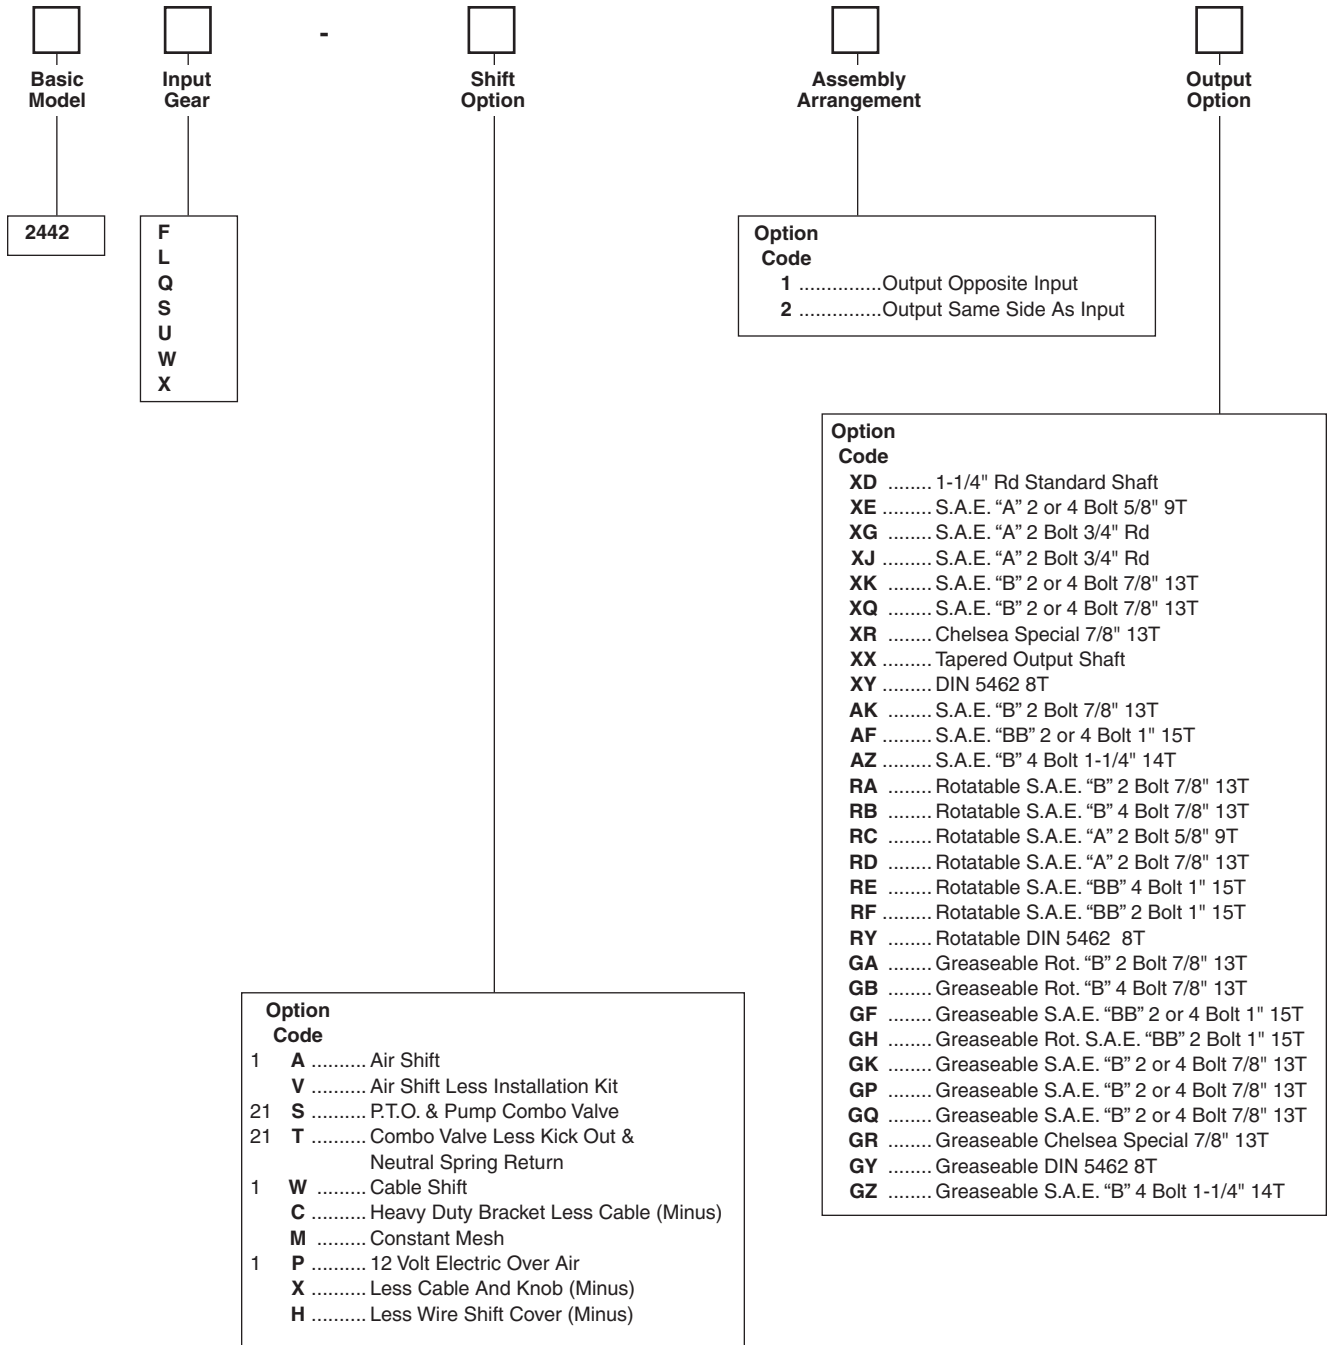 -
Basic Model
Input Gear
Shift Option
Assembly Arrangement
Output Option
2442
F
L
Q
S
U
W
X
Option
Code
1 ...............Output Opposite Input
2 ...............Output Same Side As Input
Option
Code
XD ........ 1-1/4" Rd Standard Shaft
XE ......... S.A.E. “A” 2 or 4 Bolt 5/8" 9T
XG ........ S.A.E. “A” 2 Bolt 3/4" Rd
XJ ......... S.A.E. “A” 2 Bolt 3/4" Rd
XK ........ S.A.E. “B” 2 or 4 Bolt 7/8" 13T
XQ ........ S.A.E. “B” 2 or 4 Bolt 7/8" 13T
XR ........ Chelsea Special 7/8" 13T
XX ......... Tapered Output Shaft
XY ......... DIN 5462 8T
AK ........ S.A.E. “B” 2 Bolt 7/8" 13T
AF ......... S.A.E. “BB” 2 or 4 Bolt 1" 15T
AZ ......... S.A.E. “B” 4 Bolt 1-1/4" 14T
RA ........ Rotatable S.A.E. “B” 2 Bolt 7/8" 13T
RB ........ Rotatable S.A.E. “B” 4 Bolt 7/8" 13T
RC ........ Rotatable S.A.E. “A” 2 Bolt 5/8" 9T
RD ........ Rotatable S.A.E. “A” 2 Bolt 7/8" 13T
RE ........ Rotatable S.A.E. “BB” 4 Bolt 1" 15T
RF ......... Rotatable S.A.E. “BB” 2 Bolt 1" 15T
RY ........ Rotatable DIN 5462 8T
GA ........ Greaseable Rot. “B” 2 Bolt 7/8" 13T
GB ........ Greaseable Rot. “B” 4 Bolt 7/8" 13T
GF ........ Greaseable S.A.E. “BB” 2 or 4 Bolt 1" 15T
GH ........ Greaseable Rot. S.A.E. “BB” 2 Bolt 1" 15T
GK ........ Greaseable S.A.E. “B” 2 or 4 Bolt 7/8" 13T
GP ........ Greaseable S.A.E. “B” 2 or 4 Bolt 7/8" 13T
GQ ........ Greaseable S.A.E. “B” 2 or 4 Bolt 7/8" 13T
GR ........ Greaseable Chelsea Special 7/8" 13T
GY ........ Greaseable DIN 5462 8T
GZ ........ Greaseable S.A.E. “B” 4 Bolt 1-1/4" 14T
Option
Code
1 A .......... Air Shift
V .......... Air Shift Less Installation Kit
21 S .......... P.T.O. & Pump Combo Valve
21 T .......... Combo Valve Less Kick Out &
Neutral Spring Return
1 W ......... Cable Shift
C .......... Heavy Duty Bracket Less Cable (Minus)
M ......... Constant Mesh
1 P .......... 12 Volt Electric Over Air
X .......... Less Cable And Knob (Minus)
H .......... Less Wire Shift Cover (Minus)